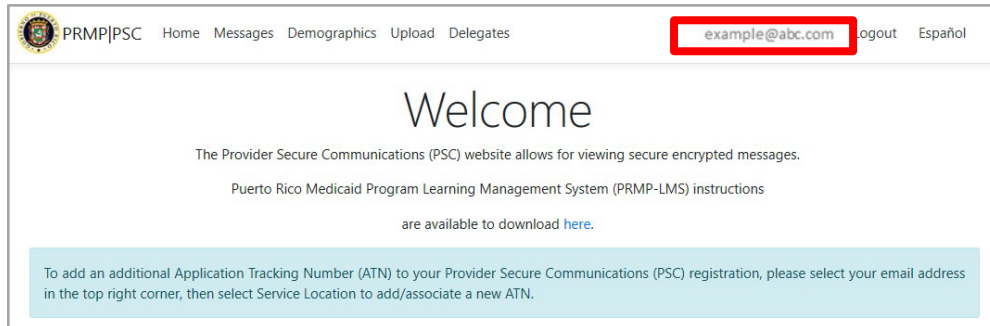 PRMP|PSC Home Messages Demographics Upload Delegates example@abc.com Logout Español
Welcome
The Provider Secure Communications (PSC) website allows for viewing secure encrypted messages.
Puerto Rico Medicaid Program Learning Management System (PRMP-LMS) instructions
are available to download here.
To add an additional Application Tracking Number (ATN) to your Provider Secure Communications (PSC) registration, please select your email address
in the top right corner, then select Service Location to add/associate a new ATN.